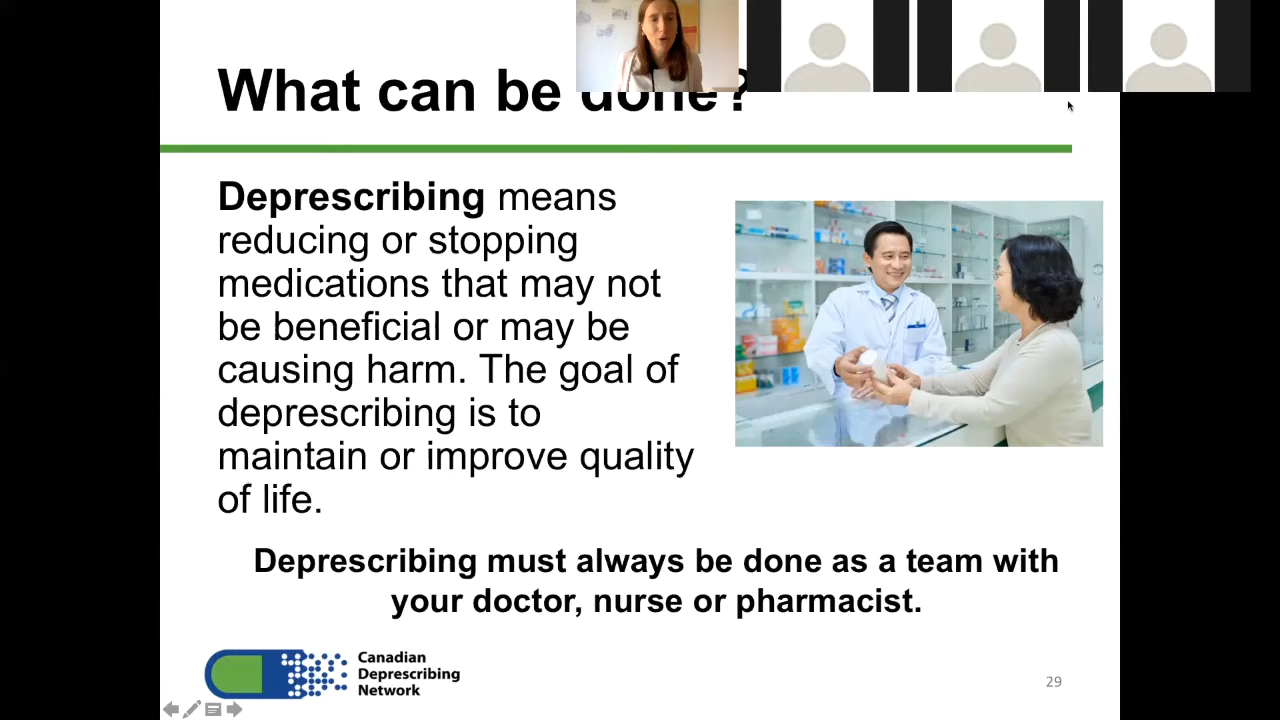 What can be done?
Deprescribing means
reducing or stopping
medications that may not
be beneficial or may be
causing harm. The goal of
deprescribing is to
maintain or improve quality
of life.
Deprescribing must always be done as a team with
your doctor, nurse or pharmacist.
Canadian
Deprescribing
Network
29